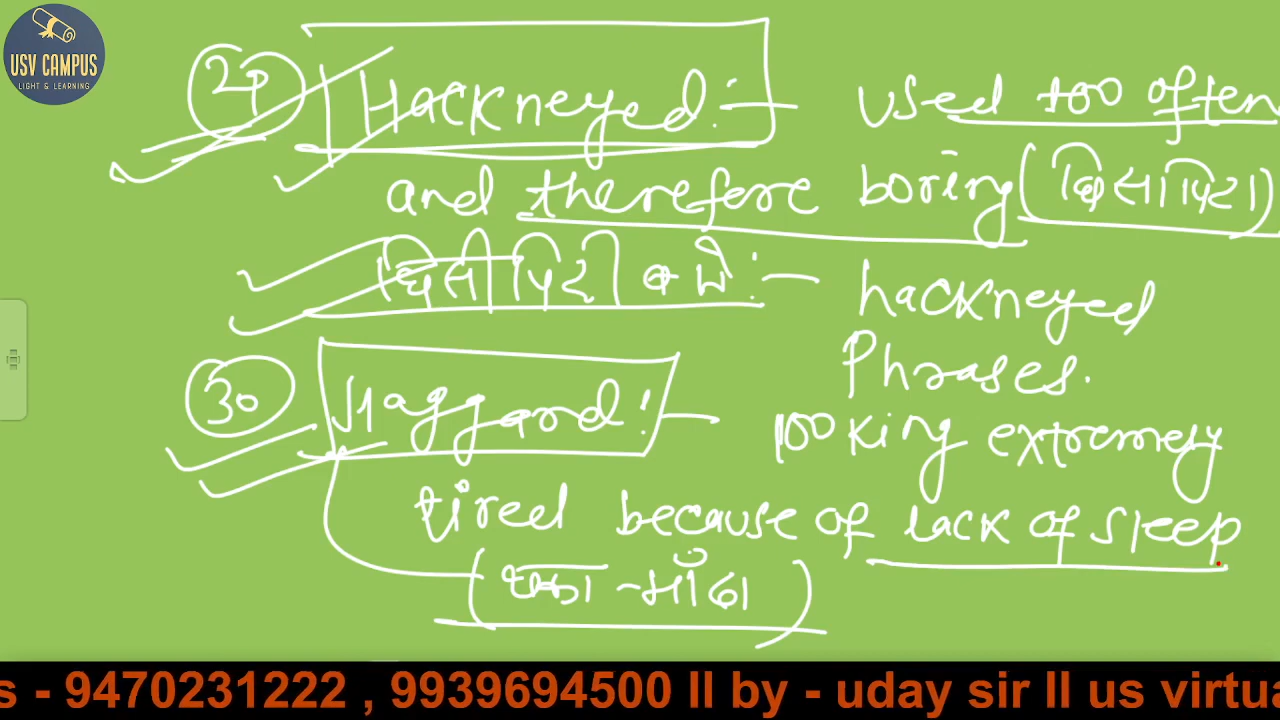 USV CAMPUS
LIGHT & LEARNING
29 Hackneyed :- used too often
and therefore boring (घिसा पिटा)
घिसी पिटी बातें :- hackneyed
Phrases.
30 Haggard :- looking extremely
tired because of lack of sleep
(थका - माँदा)
s - 9470231222 , 9939694500 ll by - uday sir ll us virtua